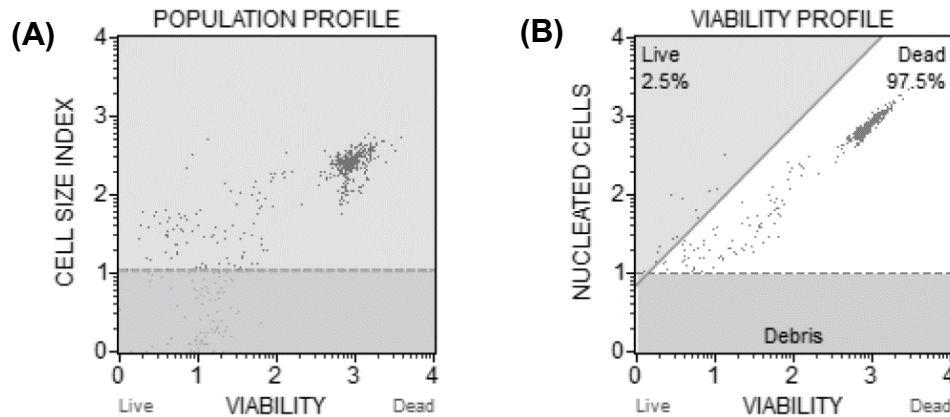 (A)
POPULATION PROFILE
CELL SIZE INDEX
4
3
2
1
0
0 1 2 3 4
Live VIABILITY Dead
(B)
VIABILITY PROFILE
NUCLEATED CELLS
4
3
2
1
0
Live
2.5%
Dead
97.5%
Debris
0 1 2 3 4
Live VIABILITY Dead